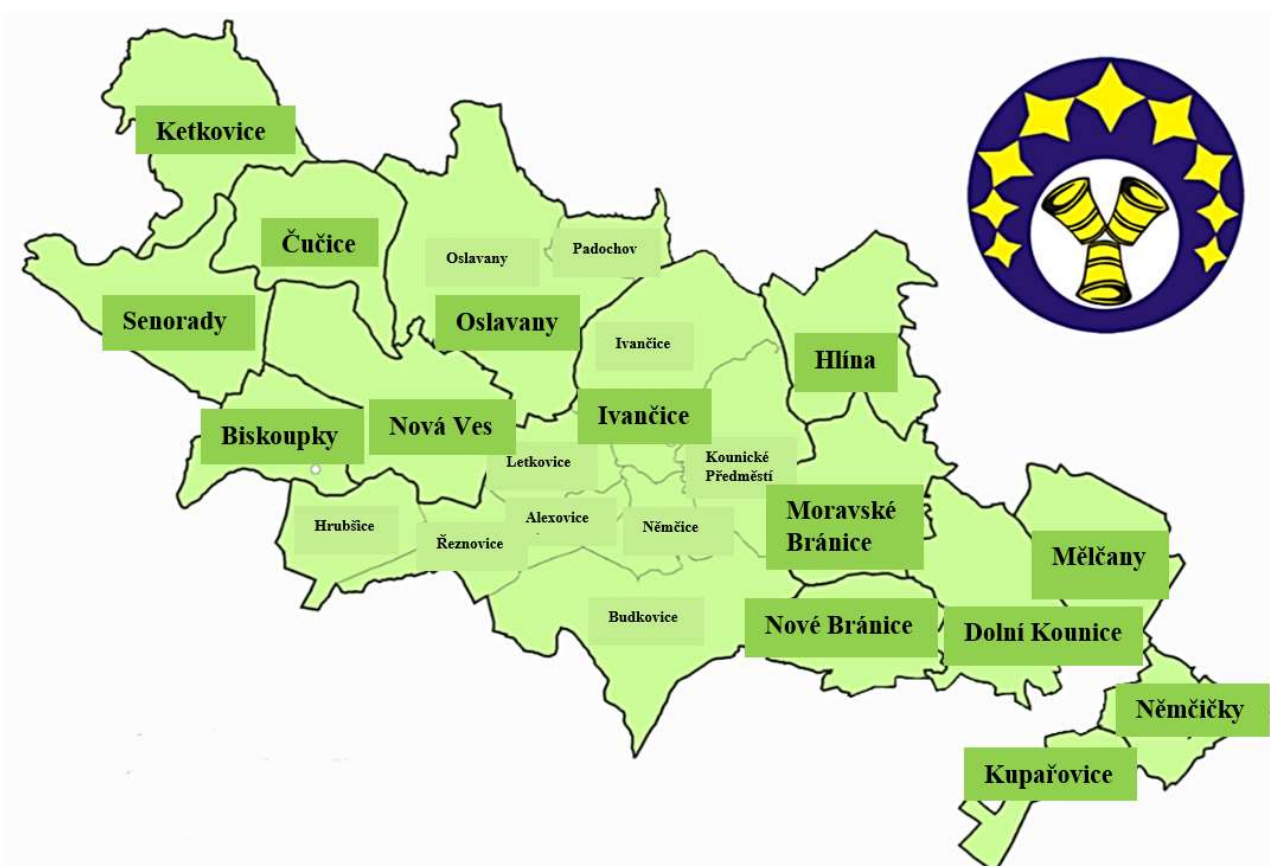 Ketkovice
Čučice
Oslavany
Padochov
Senorady
Oslavany
Ivančice
Hlína
Biskoupky
Nová Ves
Ivančice
Letkovice
Kounické
Předměstí
Hrubšice
Řeznovice
Alexovice
Němčice
Moravské
Bránice
Mělčany
Budkovice
Nové Bránice
Dolní Kounice
Němčičky
Kupařovice